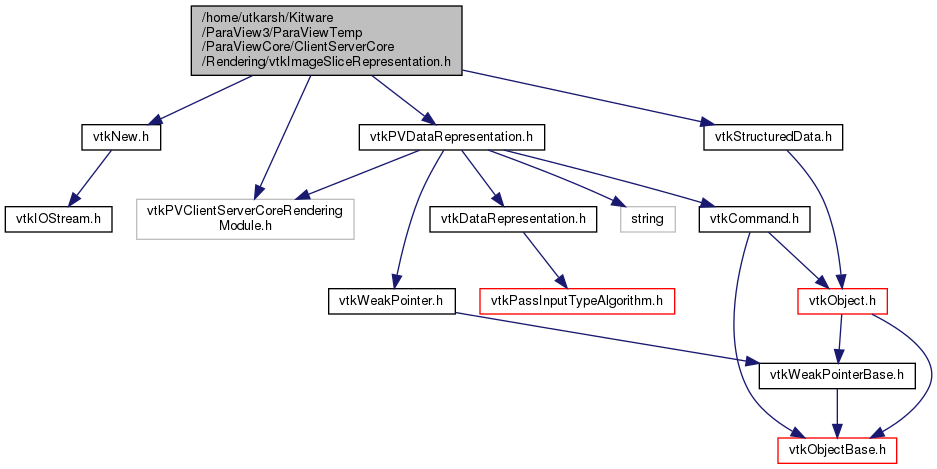 /home/utkarsh/Kitware
/ParaView3/ParaViewTemp
/ParaViewCore/ClientServerCore
/Rendering/vtkImageSliceRepresentation.h
vtkNew.h
vtkPVDataRepresentation.h
vtkStructuredData.h
vtkIOStream.h
vtkPVClientServerCoreRendering
Module.h
vtkDataRepresentation.h
string
vtkCommand.h
vtkWeakPointer.h
vtkPassInputTypeAlgorithm.h
vtkObject.h
vtkWeakPointerBase.h
vtkObjectBase.h